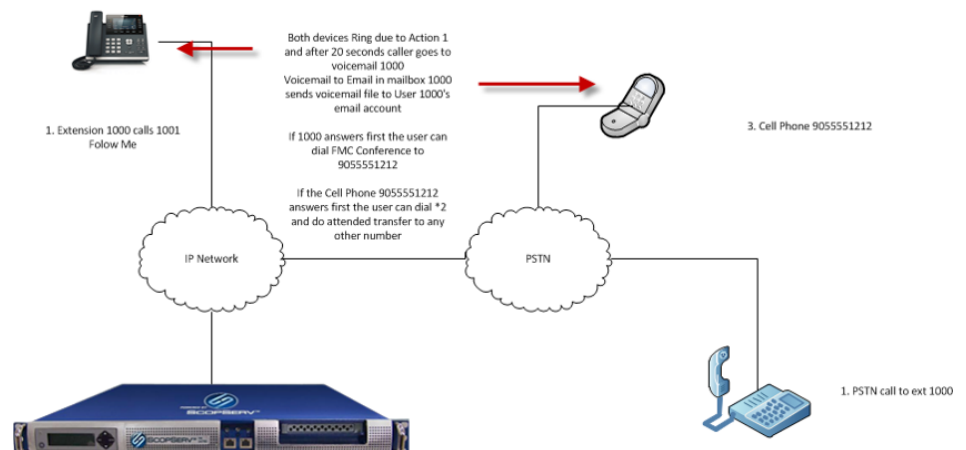 Both devices Ring due to Action 1
and after 20 seconds caller goes to
voicemail 1000
Voicemail to Email in mailbox 1000
sends voicemail file to User 1000's
email account
If 1000 answers first the user can
dial FMC Conference to
9055551212
If the Cell Phone 9055551212
answers first the user can dial *2
and do attended transfer to any
other number
1. Extension 1000 calls 1001
Folow Me
3. Cell Phone 9055551212
IP Network
PSTN
1. PSTN call to ext 1000
SCOPSERV
SCOPSERV